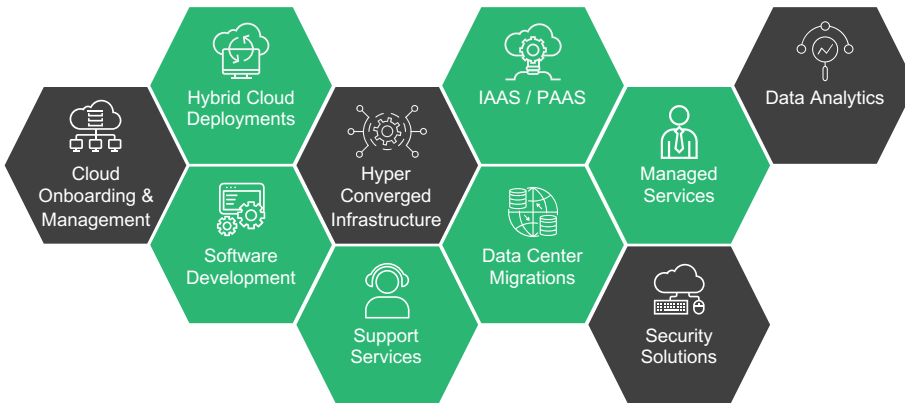 Hybrid Cloud
Deployments
IAAS / PAAS
Data Analytics
Cloud
Onboarding &
Management
Hyper
Converged
Infrastructure
Managed
Services
Software
Development
Data Center
Migrations
Support
Services
Security
Solutions